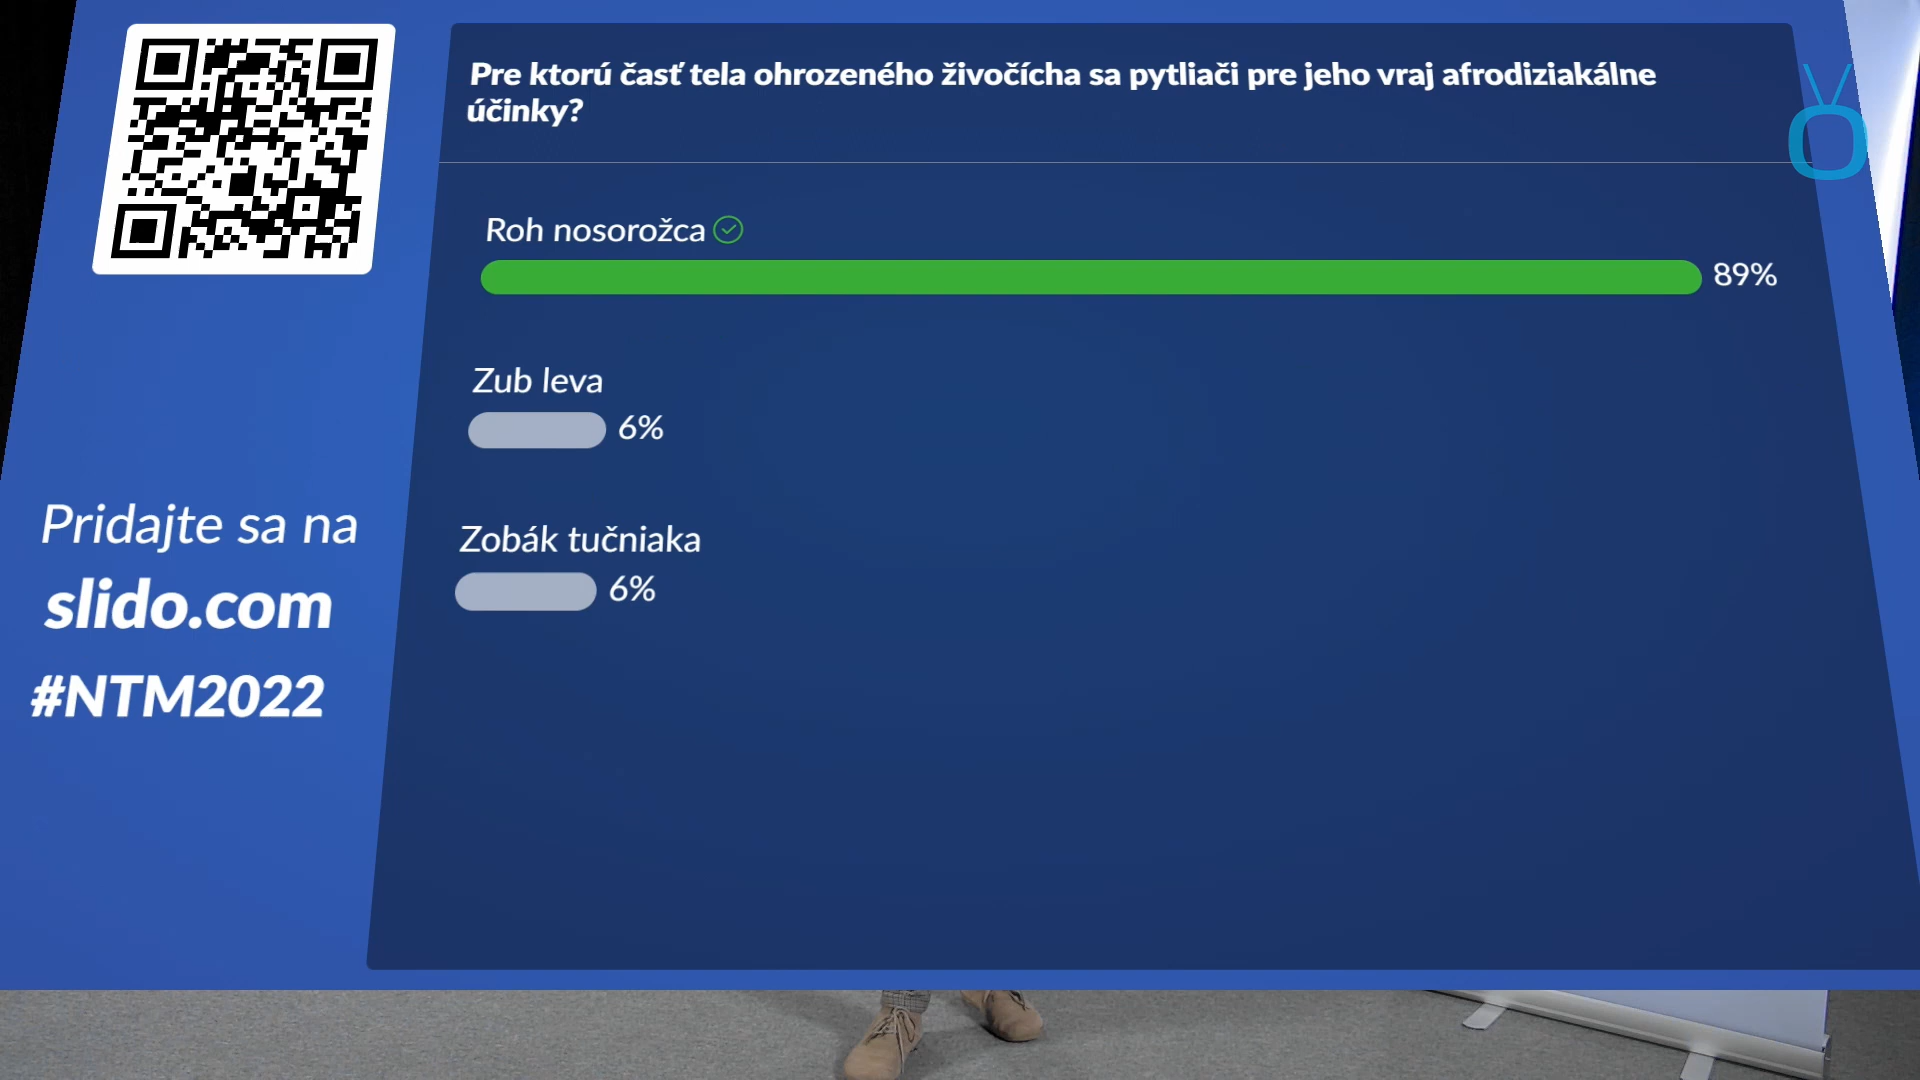 Pre ktorú časť tela ohrozeného živočícha sa pytliači pre jeho vraj afrodiziakálne
účinky?
Roh nosorožca
89%
Zub leva
6%
Zobák tučniaka
6%
Pridajte sa na
slido.com
#NTM2022